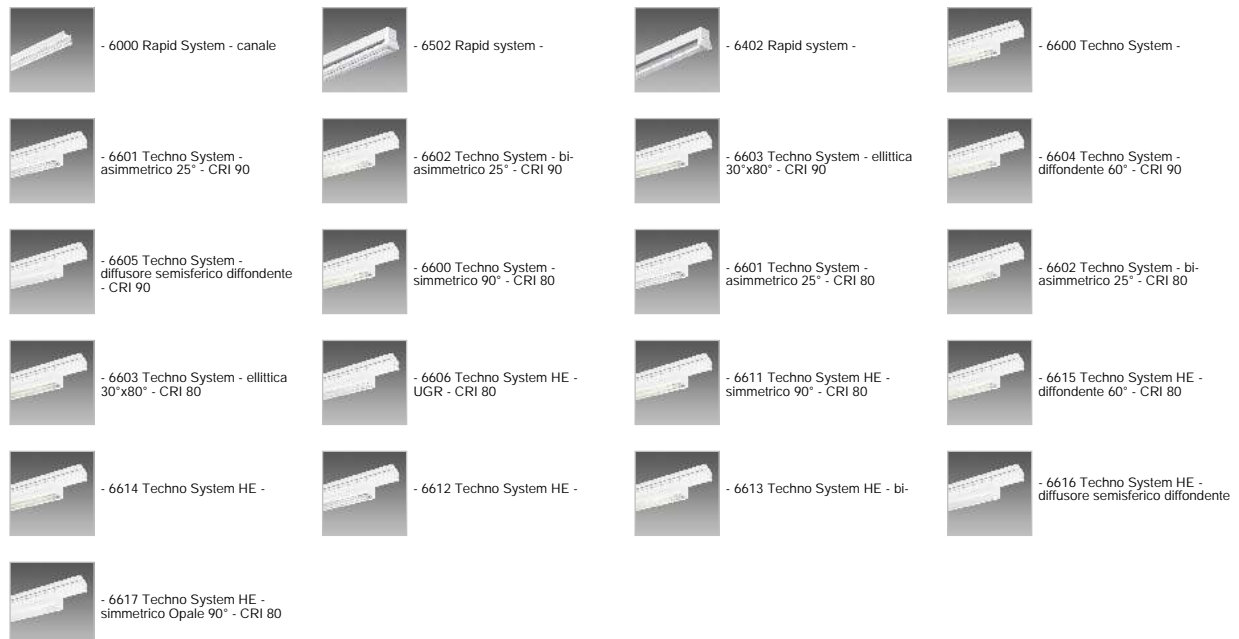 - 6000 Rapid System - canale
- 6502 Rapid system -
- 6402 Rapid system -
- 6600 Techno System -
- 6601 Techno System -
asimmetrico 25° - CRI 90
- 6602 Techno System - bi-
asimmetrico 25° - CRI 90
- 6603 Techno System - ellittica
30°x80° - CRI 90
- 6604 Techno System -
diffondente 60° - CRI 90
- 6605 Techno System -
diffusore semisferico diffondente
- CRI 90
- 6600 Techno System -
simmetrico 90° - CRI 80
- 6601 Techno System -
asimmetrico 25° - CRI 80
- 6602 Techno System - bi-
asimmetrico 25° - CRI 80
- 6603 Techno System - ellittica
30°x80° - CRI 80
- 6606 Techno System HE -
UGR - CRI 80
- 6611 Techno System HE -
simmetrico 90° - CRI 80
- 6615 Techno System HE -
diffondente 60° - CRI 80
- 6614 Techno System HE -
- 6612 Techno System HE -
- 6613 Techno System HE - bi-
- 6616 Techno System HE -
diffusore semisferico diffondente
- 6617 Techno System HE -
simmetrico Opale 90° - CRI 80